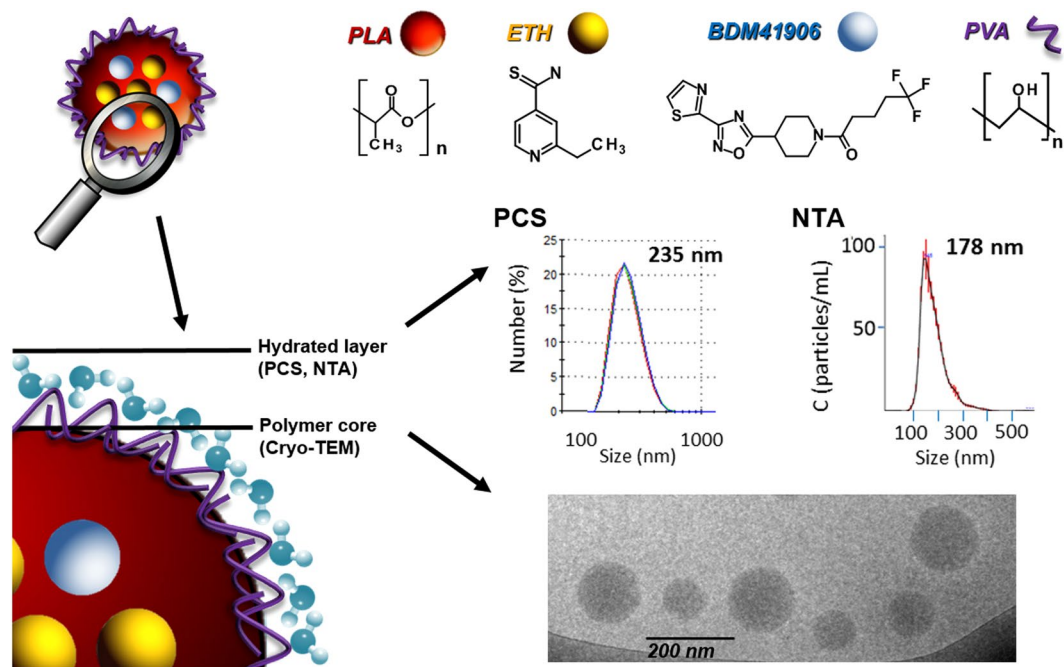 PLA
ETH
BDM41906
PVA
O
O
CH₃
n
S
N
N
CH₃
N
S
N
N
O
N
O
F
F
F
OH
n
PCS
235 nm
Number (%)
25
20
15
10
5
0
100
1000
Size (nm)
NTA
178 nm
C (particles/mL)
100
50
100 300 500
Size (nm)
Hydrated layer
(PCS, NTA)
Polymer core
(Cryo-TEM)
200 nm